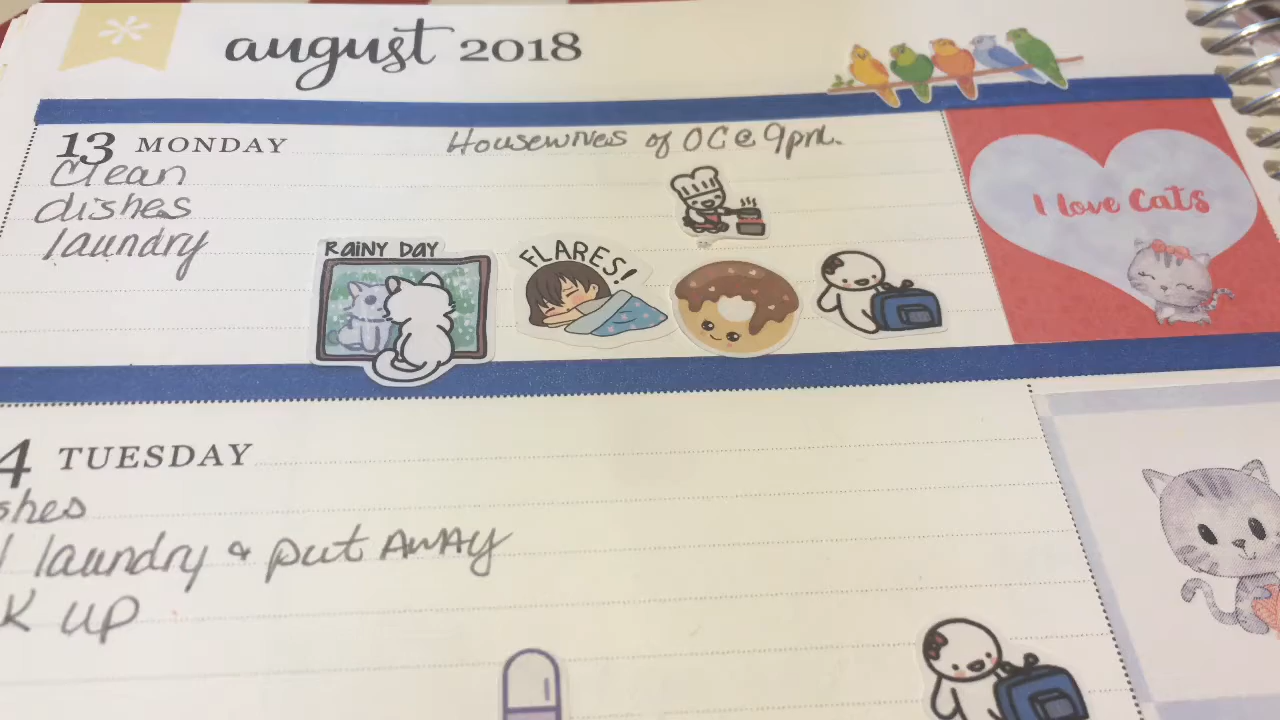 august 2018
13 MONDAY
Housewives of OC @ 9pm.
Clean
dishes
laundry
RAINY DAY
FLARES!
I love Cats
4 TUESDAY
shes
laundry & put AWAY
K UP